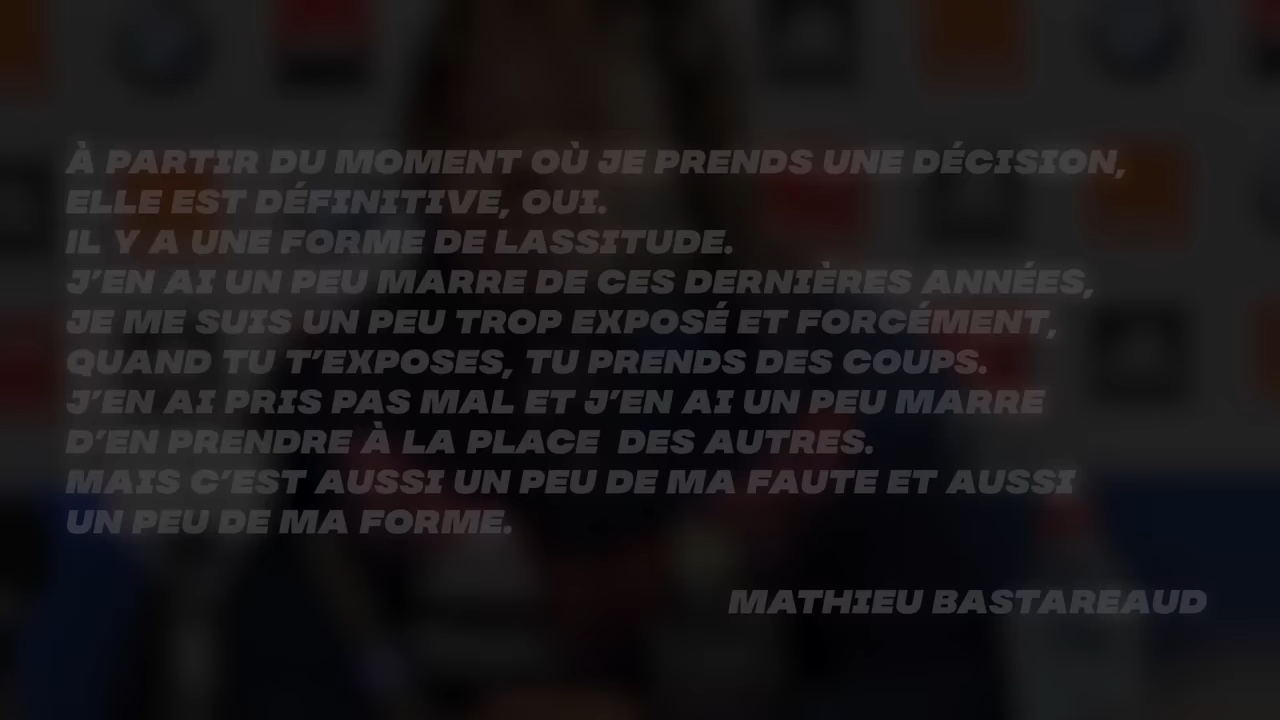 À PARTIR DU MOMENT OÙ JE PRENDS UNE DÉCISION,
ELLE EST DÉFINITIVE, OUI.
IL Y A UNE FORME DE LASSITUDE.
J'EN AI UN PEU MARRE DE CES DERNIÈRES ANNÉES,
JE ME SUIS UN PEU TROP EXPOSÉ ET FORCÉMENT,
QUAND TU T'EXPOSES, TU PRENDS DES COUPS.
J'EN AI PRIS PAS MAL ET J'EN AI UN PEU MARRE
D'EN PRENDRE À LA PLACE  DES AUTRES.
MAIS C'EST AUSSI UN PEU DE MA FAUTE ET AUSSI
UN PEU DE MA FORME.
MATHIEU BASTAREAUD